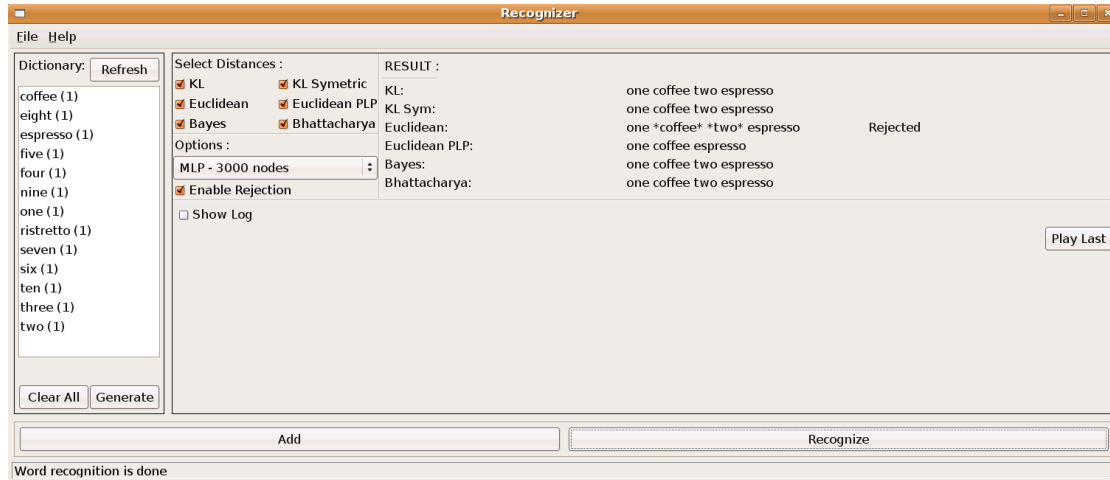 Recognizer
File Help
Dictionary: Refresh
coffee (1)
eight (1)
espresso (1)
five (1)
four (1)
nine (1)
one (1)
ristretto (1)
seven (1)
six (1)
ten (1)
three (1)
two (1)
Clear All Generate
Select Distances :
KL KL Symetric
Euclidean Euclidean PLP
Bayes Bhattacharya
Options :
MLP - 3000 nodes
Enable Rejection
RESULT :
KL: one coffee two espresso
KL Sym: one coffee two espresso
Euclidean: one *coffee* *two* espresso Rejected
Euclidean PLP: one coffee espresso
Bayes: one coffee two espresso
Bhattacharya: one coffee two espresso
Show Log
Play Last
Add Recognize
Word recognition is done